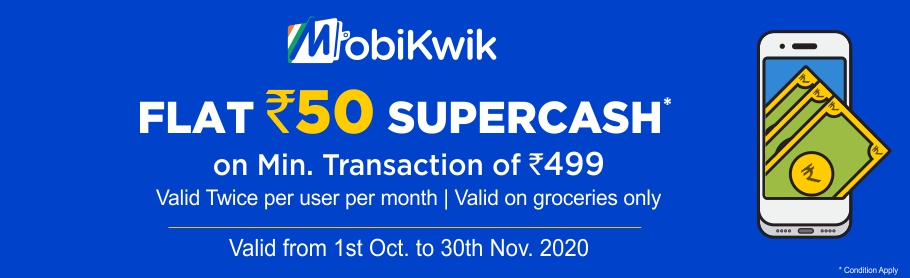 MobiKwik
FLAT ₹50 SUPERCASH*
on Min. Transaction of ₹499
Valid Twice per user per month | Valid on groceries only
Valid from 1st Oct. to 30th Nov. 2020
* Condition Apply